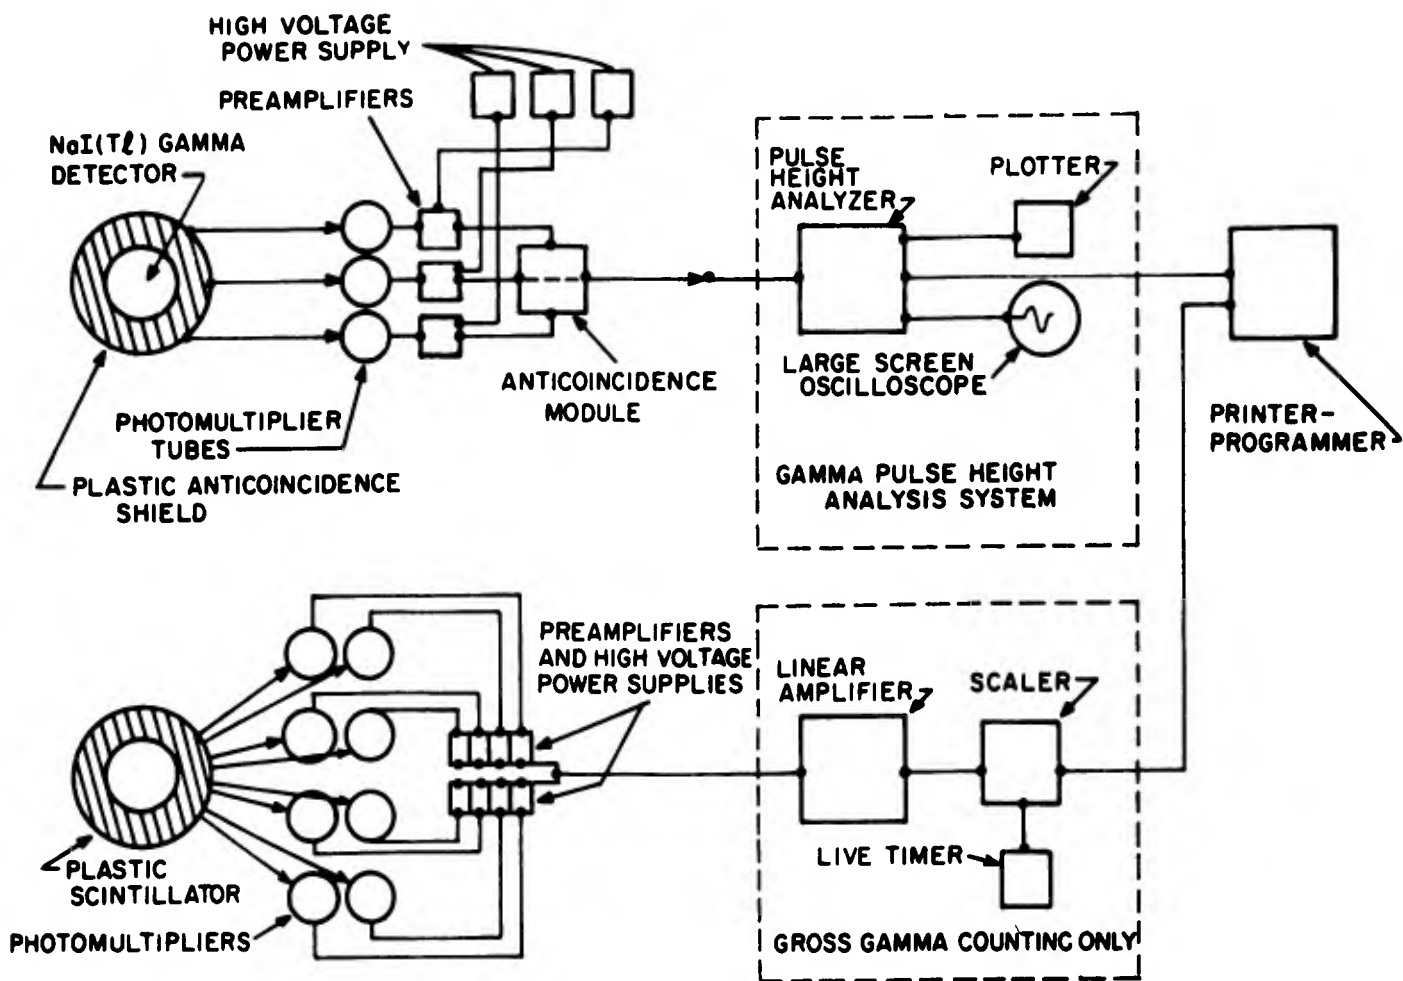 HIGH VOLTAGE
POWER SUPPLY
PREAMPLIFIERS
NaI(Tℓ) GAMMA
DETECTOR
PHOTOMULTIPLIER
TUBES
PLASTIC ANTICOINCIDENCE
SHIELD
ANTICOINCIDENCE
MODULE
PULSE
HEIGHT
ANALYZER
PLOTTER
LARGE SCREEN
OSCILLOSCOPE
GAMMA PULSE HEIGHT
ANALYSIS SYSTEM
PRINTER-
PROGRAMMER
PREAMPLIFIERS
AND HIGH VOLTAGE
POWER SUPPLIES
PLASTIC
SCINTILLATOR
PHOTOMULTIPLIERS
LINEAR
AMPLIFIER
SCALER
LIVE TIMER
GROSS GAMMA COUNTING ONLY